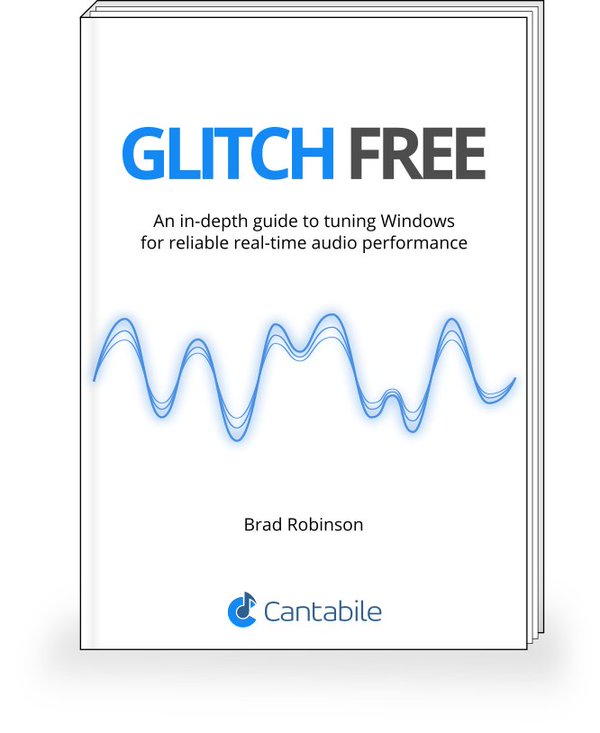 GLITCH FREE
An in-depth guide to tuning Windows
for reliable real-time audio performance
Brad Robinson
Cantabile